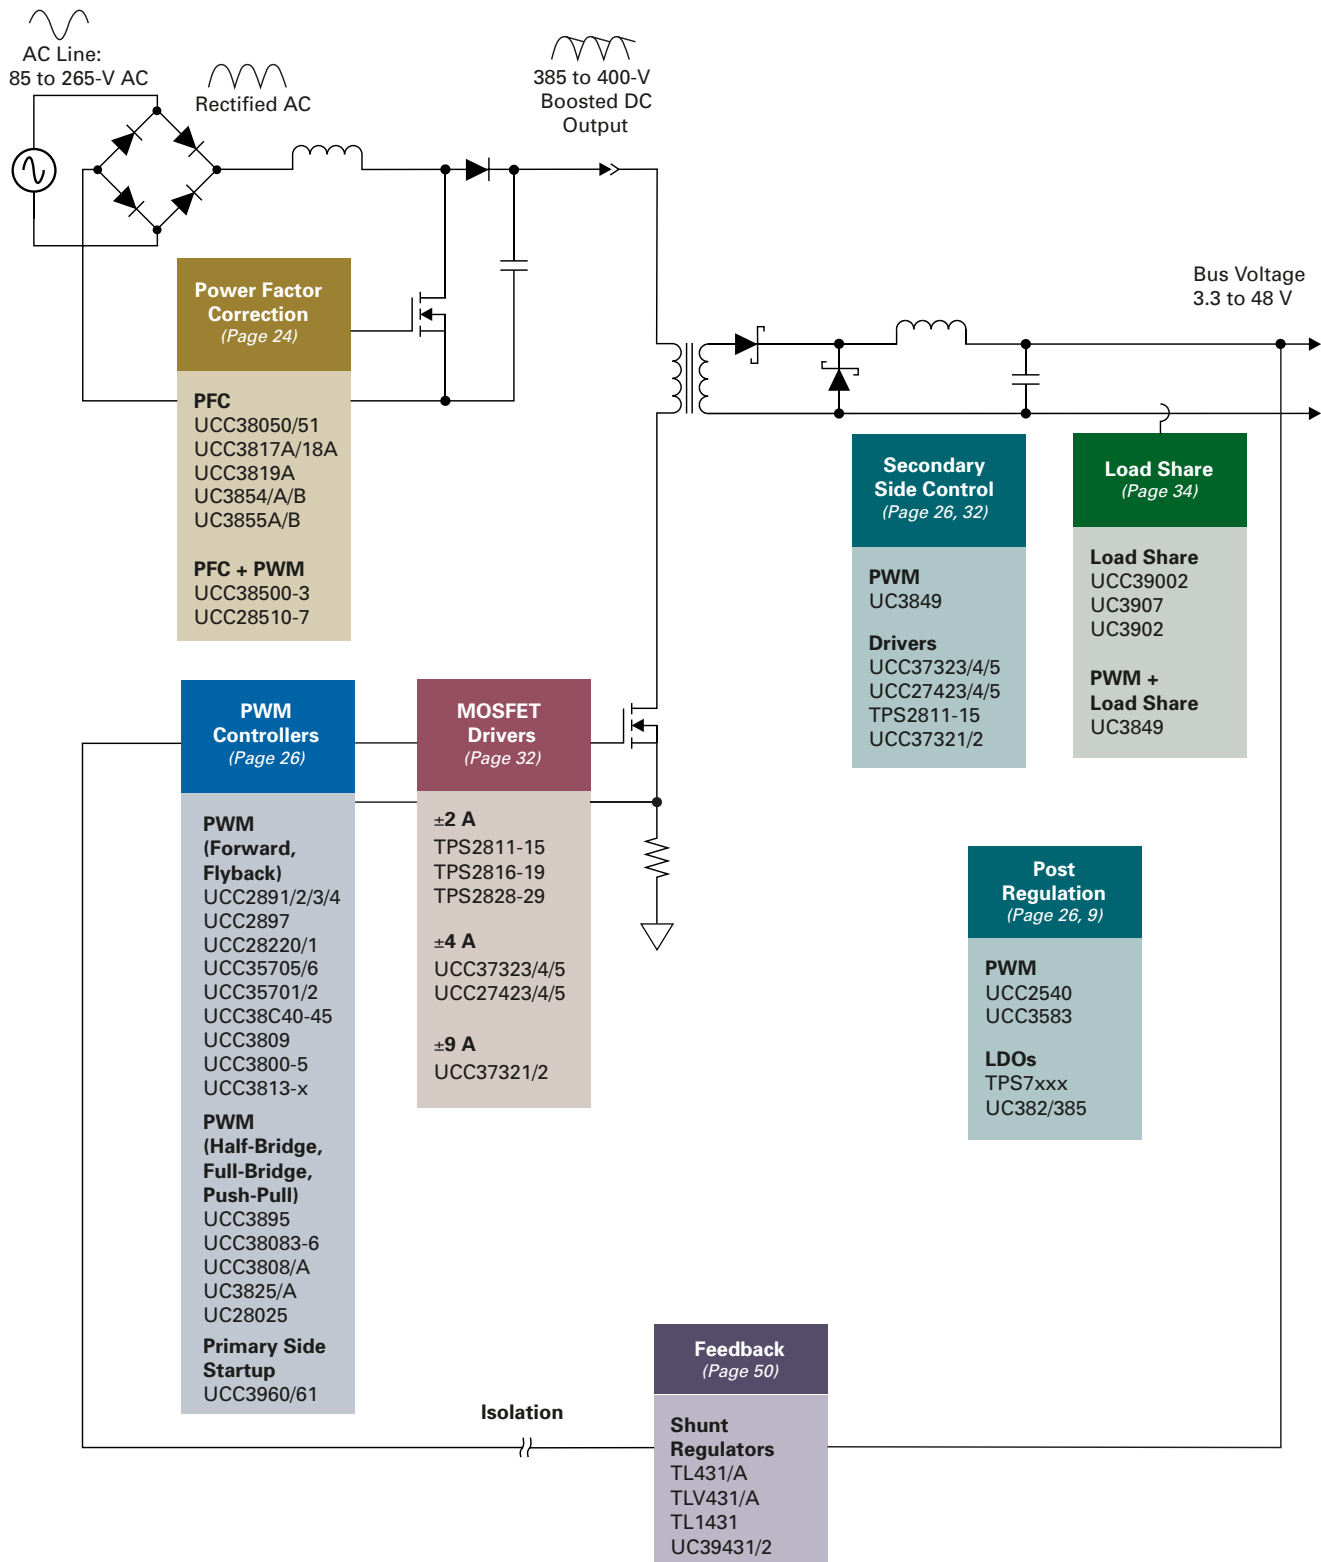 AC Line:
85 to 265-V AC
Rectified AC
385 to 400-V
Boosted DC
Output
Bus Voltage
3.3 to 48 V
Power Factor
Correction
(Page 24)
PFC
UCC38050/51
UCC3817A/18A
UCC3819A
UC3854/A/B
UC3855A/B
PFC + PWM
UCC38500-3
UCC28510-7
Secondary
Side Control
(Page 26, 32)
PWM
UC3849
Drivers
UCC37323/4/5
UCC27423/4/5
TPS2811-15
UCC37321/2
Load Share
(Page 34)
Load Share
UCC39002
UC3907
UC3902
PWM +
Load Share
UC3849
PWM
Controllers
(Page 26)
PWM
(Forward,
Flyback)
UCC2891/2/3/4
UCC2897
UCC28220/1
UCC35705/6
UCC35701/2
UCC38C40-45
UCC3809
UCC3800-5
UCC3813-x
PWM
(Half-Bridge,
Full-Bridge,
Push-Pull)
UCC3895
UCC38083-6
UCC3808/A
UC3825/A
UC28025
Primary Side
Startup
UCC3960/61
MOSFET
Drivers
(Page 32)
±2 A
TPS2811-15
TPS2816-19
TPS2828-29
±4 A
UCC37323/4/5
UCC27423/4/5
±9 A
UCC37321/2
Post
Regulation
(Page 26, 9)
PWM
UCC2540
UCC3583
LDOs
TPS7xxx
UC382/385
Isolation
Feedback
(Page 50)
Shunt
Regulators
TL431/A
TLV431/A
TL1431
UC39431/2